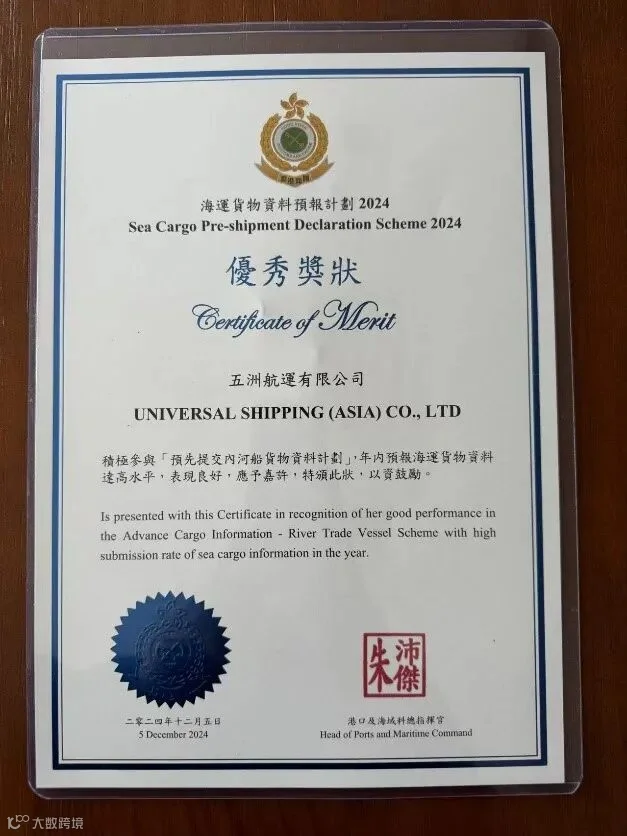 香港海關
海運貨物資料預報計劃 2024
Sea Cargo Pre-shipment Declaration Scheme 2024
優秀獎狀
Certificate of Merit
五洲航運有限公司
UNIVERSAL SHIPPING (ASIA) CO., LTD
積極參與「預先提交內河船貨物資料計劃」,年內預報海運貨物資料
達高水平，表現良好，應予嘉許，特頒此狀，以資鼓勵。
Is presented with this Certificate in recognition of her good performance in
the Advance Cargo Information - River Trade Vessel Scheme with high
submission rate of sea cargo information in the year.
朱沛傑
二零二四年十二月五日
5 December 2024
港口及海域科總指揮官
Head of Ports and Maritime Command
大数跨境